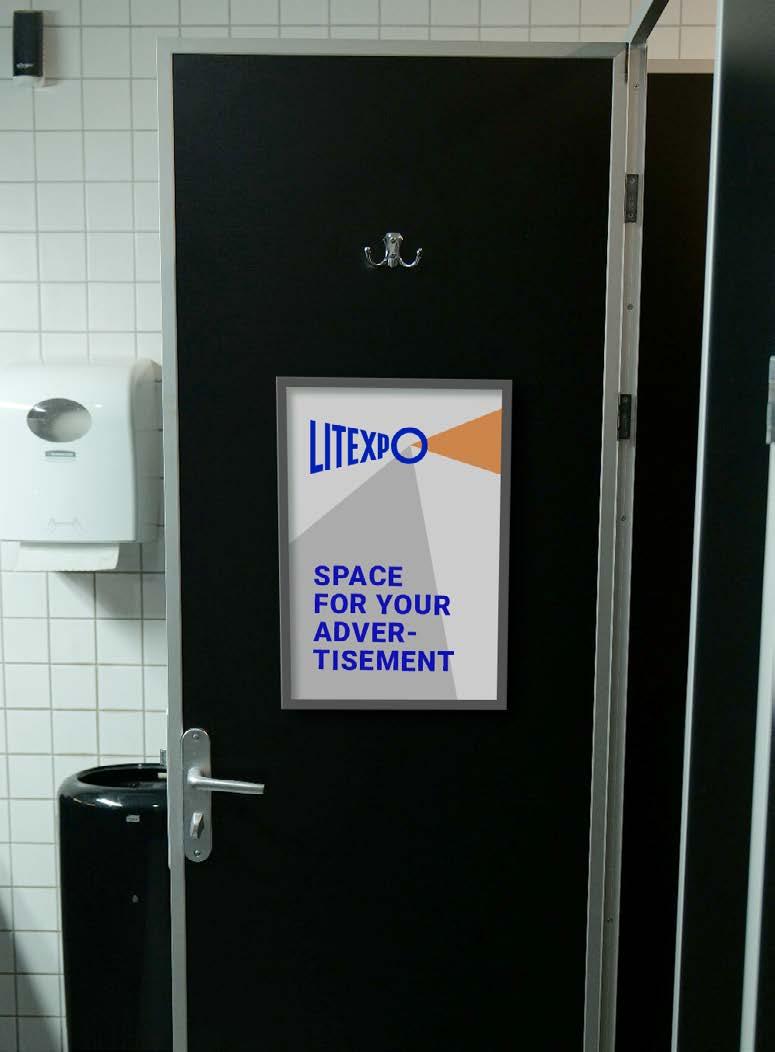 LITEXPO
SPACE
FOR YOUR
ADVER-
TISEMENT